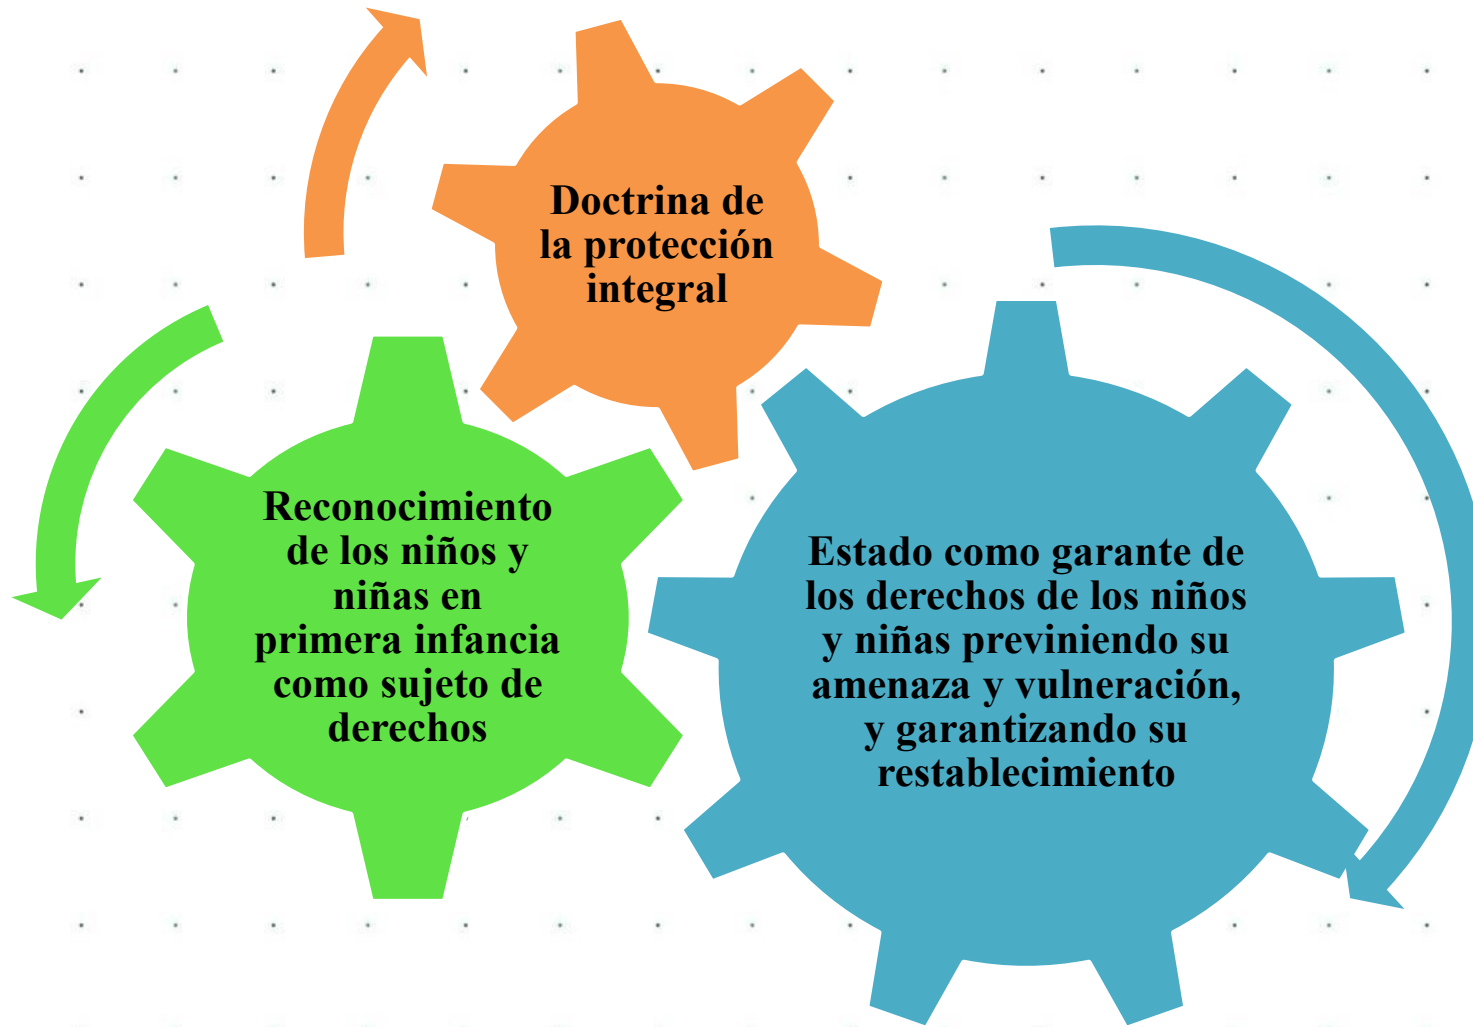 Doctrina de
la protección
integral
Reconocimiento
de los niños y
niñas en
primera infancia
como sujeto de
derechos
Estado como garante de
los derechos de los niños
y niñas previniendo su
amenaza y vulneración,
y garantizando su
restablecimiento